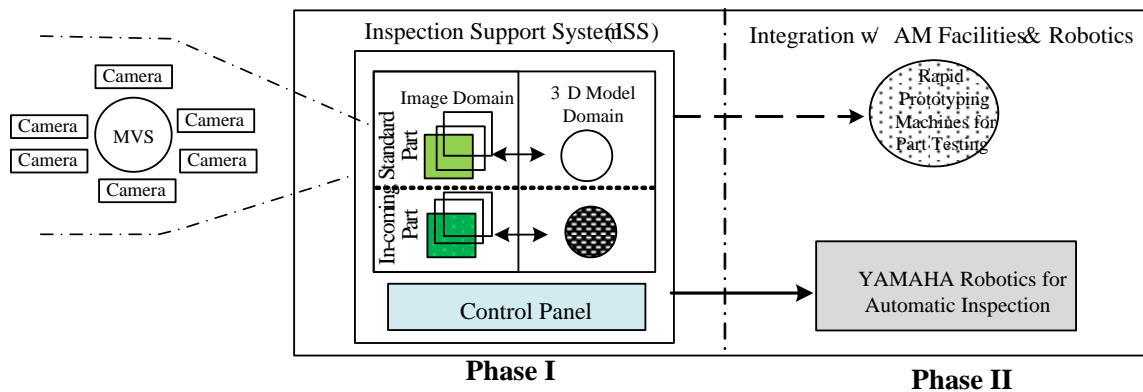 Inspection Support System (ISS)
Integration w/ AM Facilities & Robotics
Camera
Camera
Camera
MVS
Camera
Camera
Camera
Image Domain
3 D Model
Domain
Standard
Part
In-coming
Part
Control Panel
Rapid
Prototyping
Machines for
Part Testing
YAMAHA Robotics for
Automatic Inspection
Phase I
Phase II